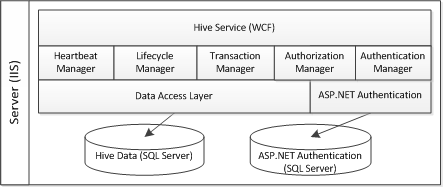 Server (IIS)
Hive Service (WCF)
Heartbeat Manager
Lifecycle Manager
Transaction Manager
Authorization Manager
Authentication Manager
Data Access Layer
ASP.NET Authentication
Hive Data (SQL Server)
ASP.NET Authentication
(SQL Server)